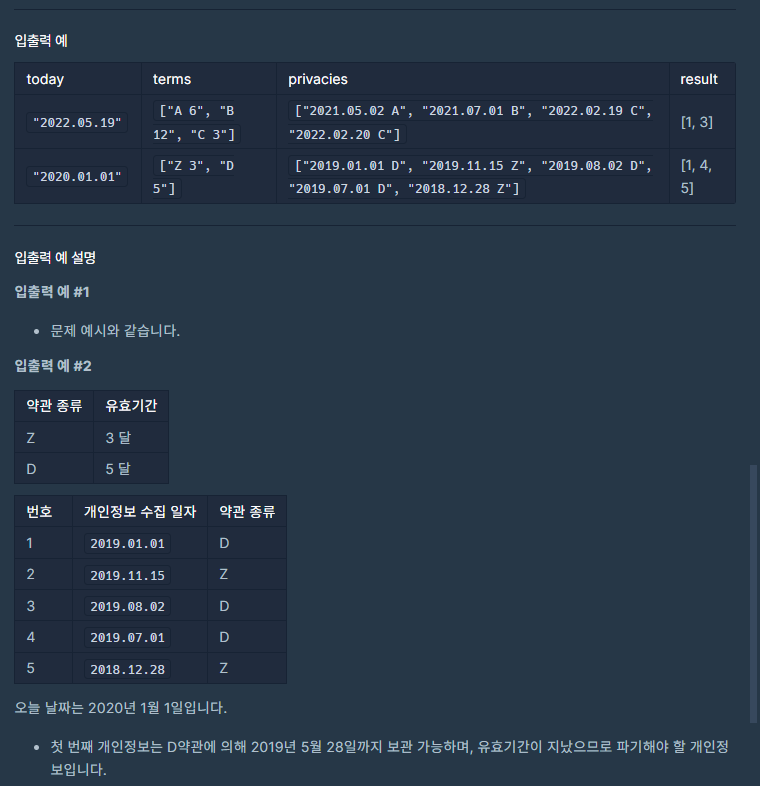 입출력 예
today terms privacies result
"2022.05.19" ["A 6", "B 12", "C 3"] ["2021.05.02 A", "2021.07.01 B", "2022.02.19 C", "2022.02.20 C"] [1, 3]
"2020.01.01" ["Z 3", "D 5"] ["2019.01.01 D", "2019.11.15 Z", "2019.08.02 D", "2019.07.01 D", "2018.12.28 Z"] [1, 4, 5]
입출력 예 설명
입출력 예 #1
• 문제 예시와 같습니다.
입출력 예 #2
약관 종류 유효기간
Z 3 달
D 5 달
번호 개인정보 수집 일자 약관 종류
1 2019.01.01 D
2 2019.11.15 Z
3 2019.08.02 D
4 2019.07.01 D
5 2018.12.28 Z
오늘 날짜는 2020년 1월 1일입니다.
• 첫 번째 개인정보는 D약관에 의해 2019년 5월 28일까지 보관 가능하며, 유효기간이 지났으므로 파기해야 할 개인정
보입니다.